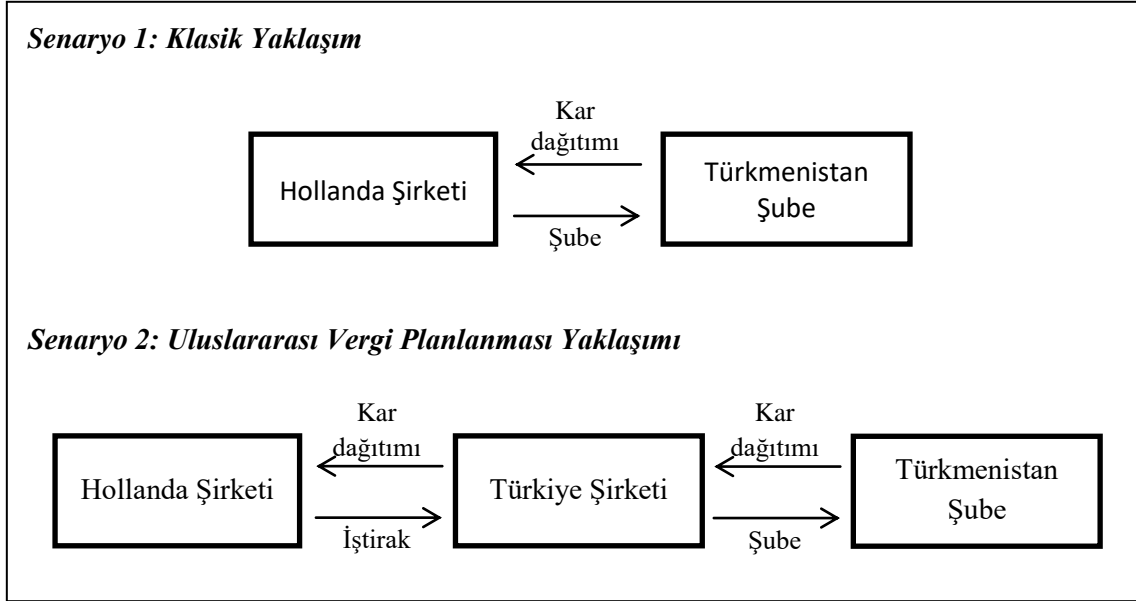 Senaryo 1: Klasik Yaklaşım
Kar
dağıtımı
Hollanda Şirketi
Türkmenistan
Şube
Şube
Senaryo 2: Uluslararası Vergi Planlanması Yaklaşımı
Kar
dağıtımı
Kar
dağıtımı
Hollanda Şirketi
Türkiye Şirketi
Türkmenistan
Şube
İştirak
Şube